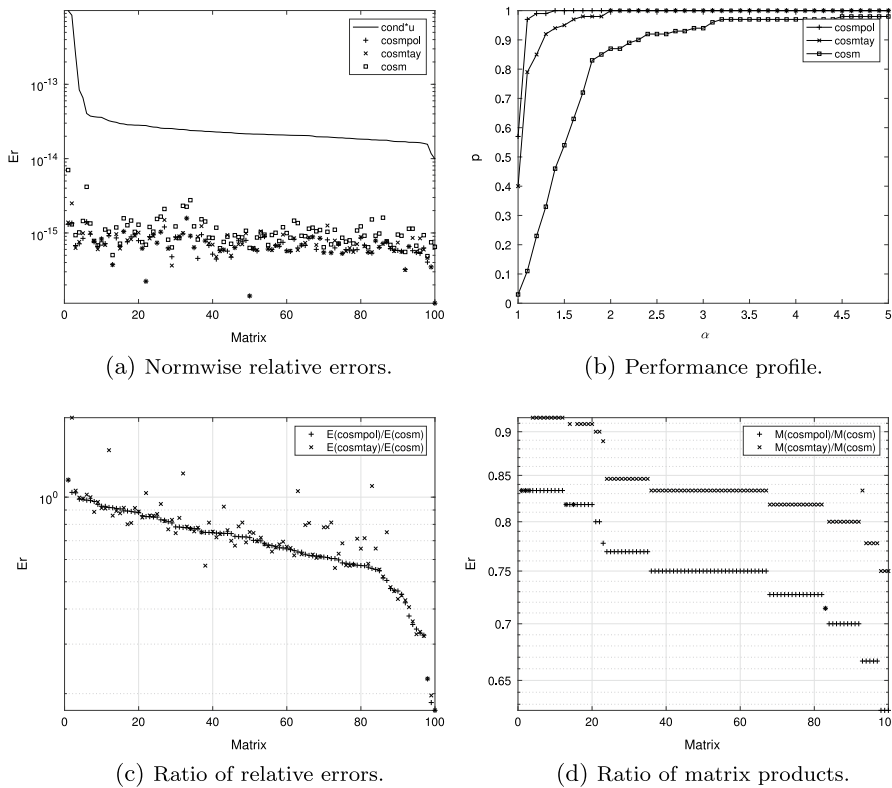 cond*u
cosmpol
cosmtay
cosm
10^-13
10^-14
10^-15
Er
0 20 40 60 80 100
Matrix
(a) Normwise relative errors.
1
0.9
0.8
0.7
0.6
0.5
0.4
0.3
0.2
0.1
0
p
cosmpol
cosmtay
cosm
1 1.5 2 2.5 3 3.5 4 4.5 5
α
(b) Performance profile.
E(cosmpol)/E(cosm)
E(cosmtay)/E(cosm)
10^0
Er
0 20 40 60 80 100
Matrix
(c) Ratio of relative errors.
M(cosmpol)/M(cosm)
M(cosmtay)/M(cosm)
0.9
0.85
0.8
0.75
0.7
0.65
Er
0 20 40 60 80 100
Matrix
(d) Ratio of matrix products.